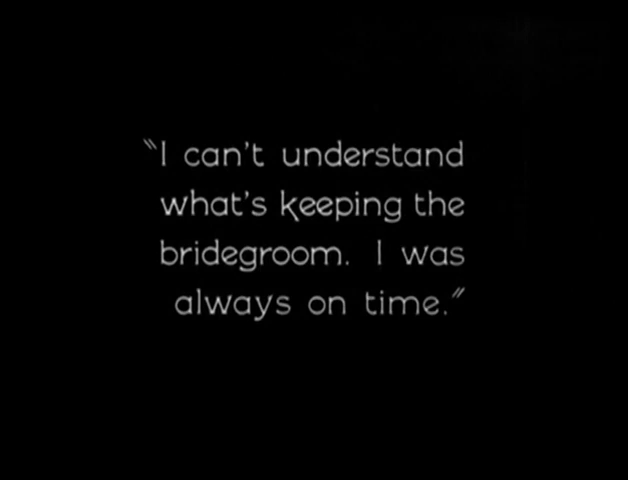 "I can't understand
what's keeping the
bridegroom. I was
always on time."